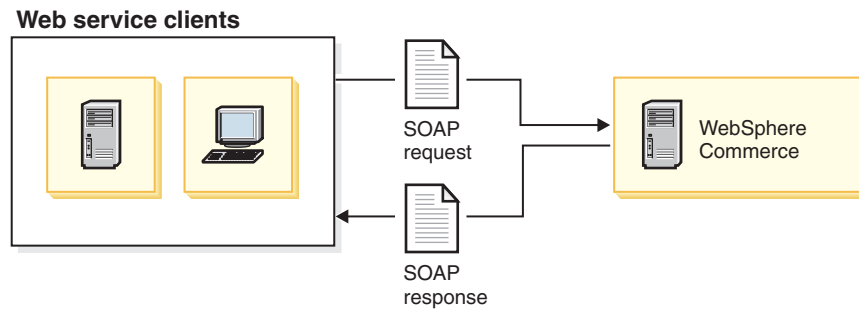 Web service clients
SOAP
request
WebSphere
Commerce
SOAP
response